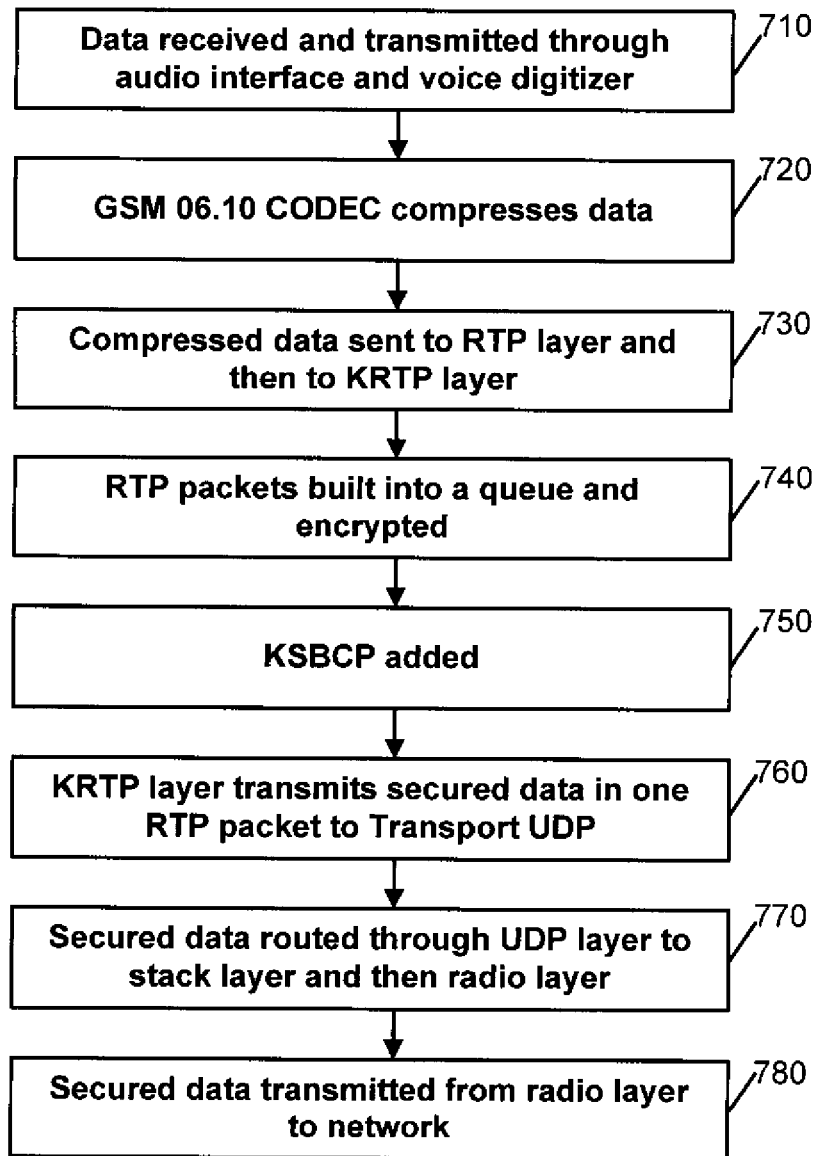 Data received and transmitted through
audio interface and voice digitizer
710
GSM 06.10 CODEC compresses data
720
Compressed data sent to RTP layer and
then to KRTP layer
730
RTP packets built into a queue and
encrypted
740
KSBCP added
750
KRTP layer transmits secured data in one
RTP packet to Transport UDP
760
Secured data routed through UDP layer to
stack layer and then radio layer
770
Secured data transmitted from radio layer
to network
780